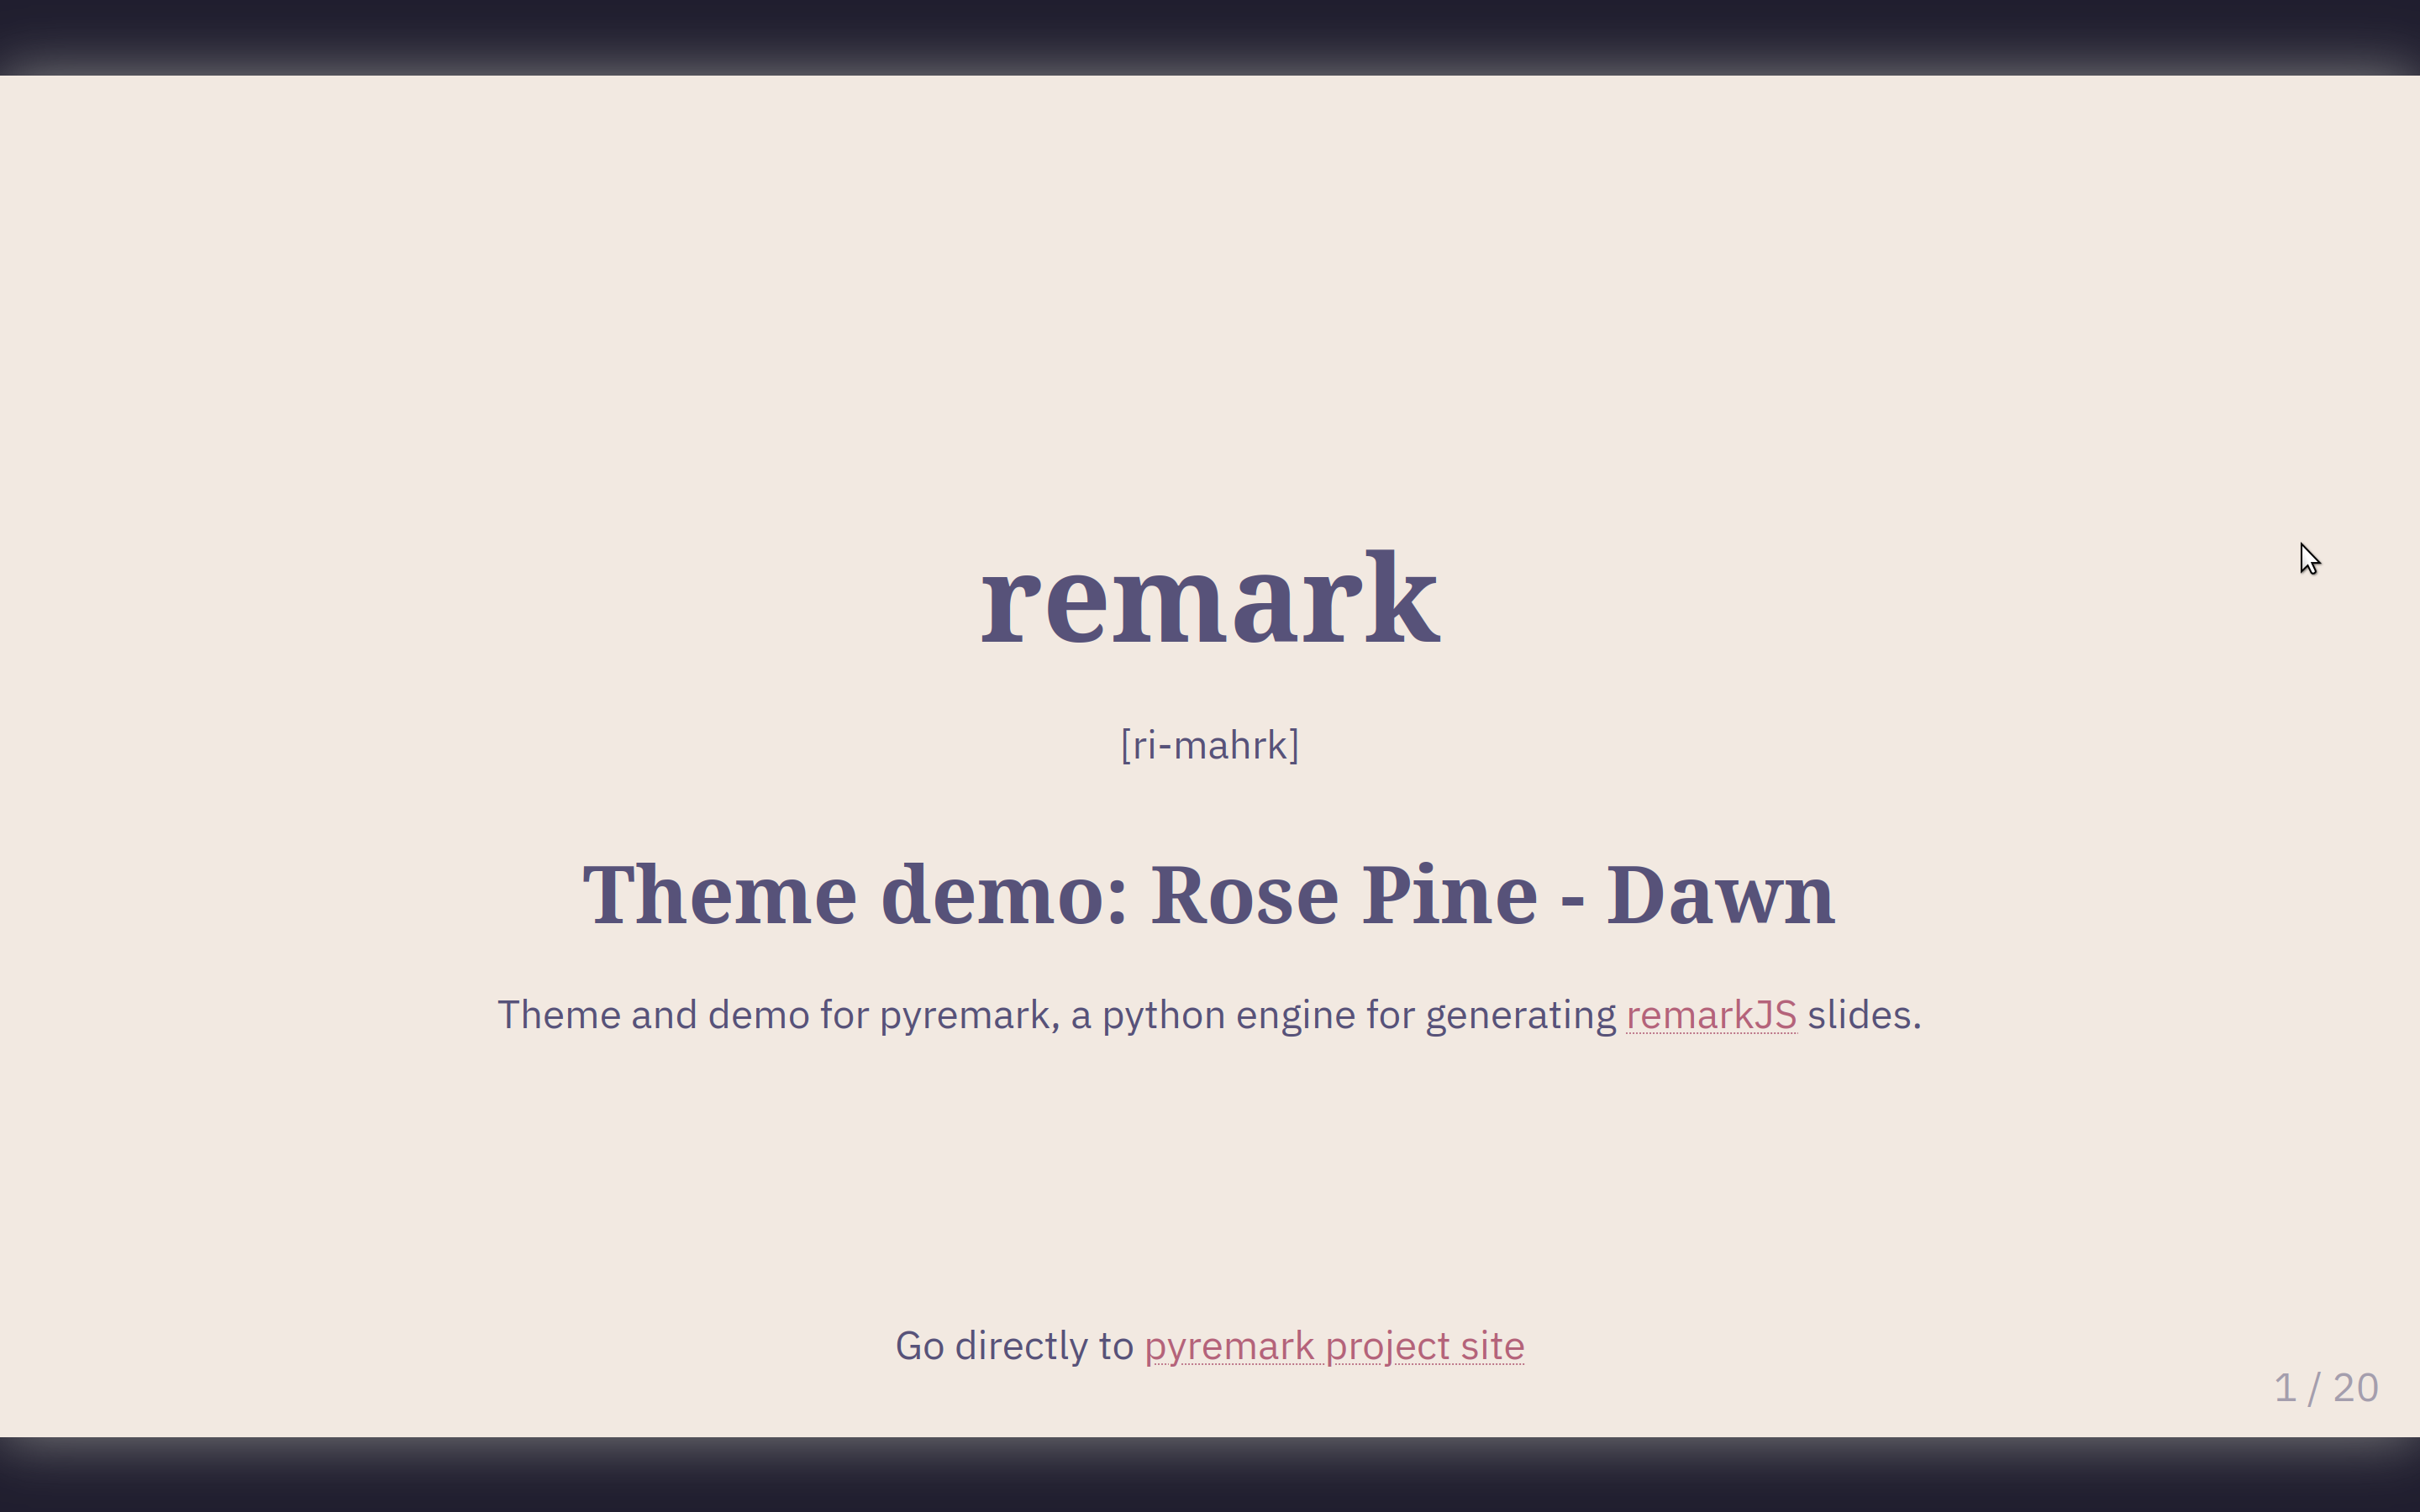 remark
[ri-mahrk]
Theme demo: Rose Pine - Dawn
Theme and demo for pyremark, a python engine for generating remarkJS slides.
Go directly to pyremark project site
1 / 20